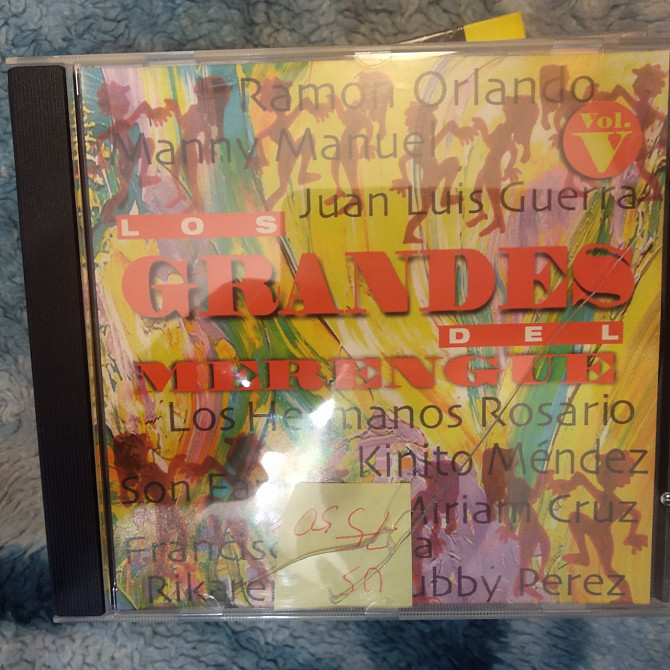 Ramon Orlando
Vol.
V
Manny Manuel
Juan Luis Guerra
LOS
GRANDES
DEL
MERENGUE
Los Hermanos Rosario
Kinito Méndez
Son
Miriam Cruz
Rikarena
Rubby Perez